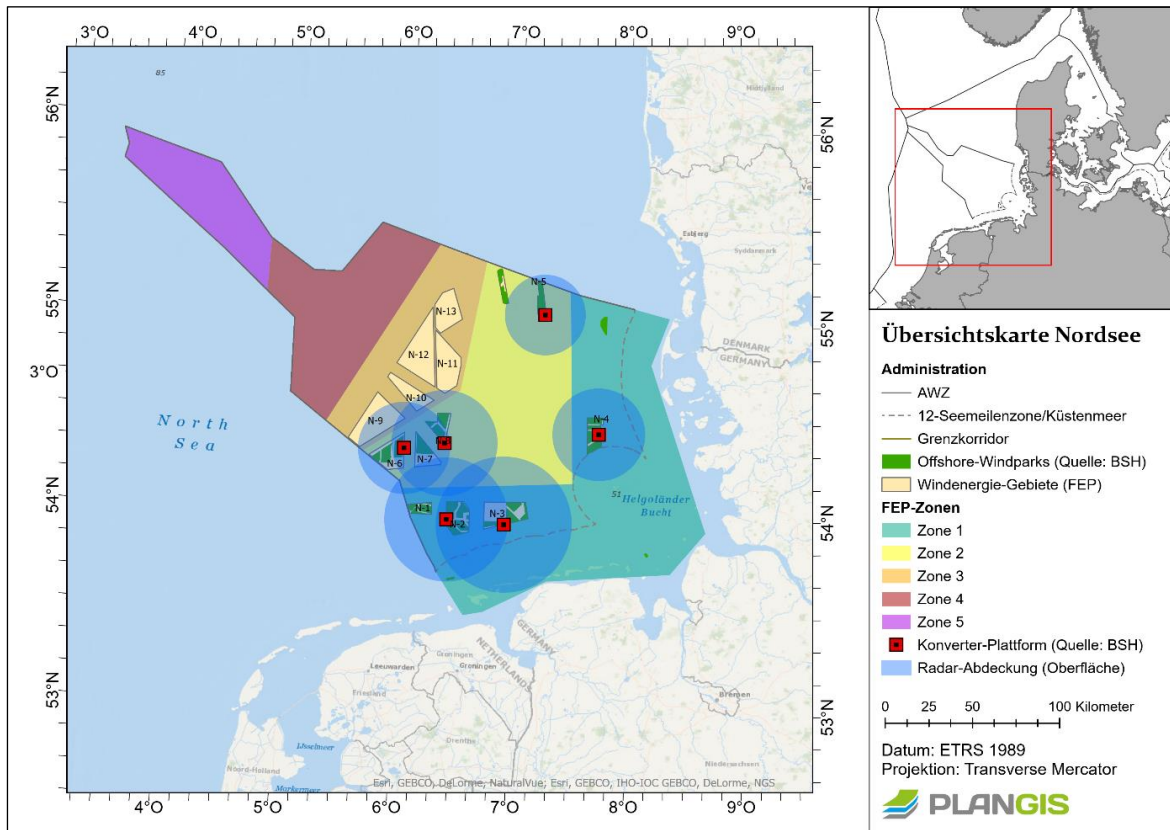 3°O 4°O 5°O 6°O 7°O 8°O 9°O
85
56°N
56°N
Esbjerg
Syddanmark
N-5
55°N
55°N
N-13
DENMARK
GERMANY
N-12
N-11
3°O
N-10
North
Sea
N-9
N-4
N-6
N-7
54°N
54°N
51
Helgoländer
Bucht
N-1
N-2
N-3
GERMANY
NETHERLANDS
Groningen
Leeuwarden
Groningen
Friesland
53°N
53°N
Bremen
Drenthe
IJsselmeer
Noord-Holland
Niedersachsen
Markermeer
Esri, GEBCO, DeLorme, NaturalVue; Esri, GEBCO, IHO-IOC GEBCO, DeLorme, NGS
4°O 5°O 6°O 7°O 8°O 9°O
Übersichtskarte Nordsee
Administration
AWZ
12-Seemeilenzone/Küstenmeer
Grenzkorridor
Offshore-Windparks (Quelle: BSH)
Windenergie-Gebiete (FEP)
FEP-Zonen
Zone 1
Zone 2
Zone 3
Zone 4
Zone 5
Konverter-Plattform (Quelle: BSH)
Radar-Abdeckung (Oberfläche)
0 25 50 100 Kilometer
Datum: ETRS 1989
Projektion: Transverse Mercator
PLANGIS